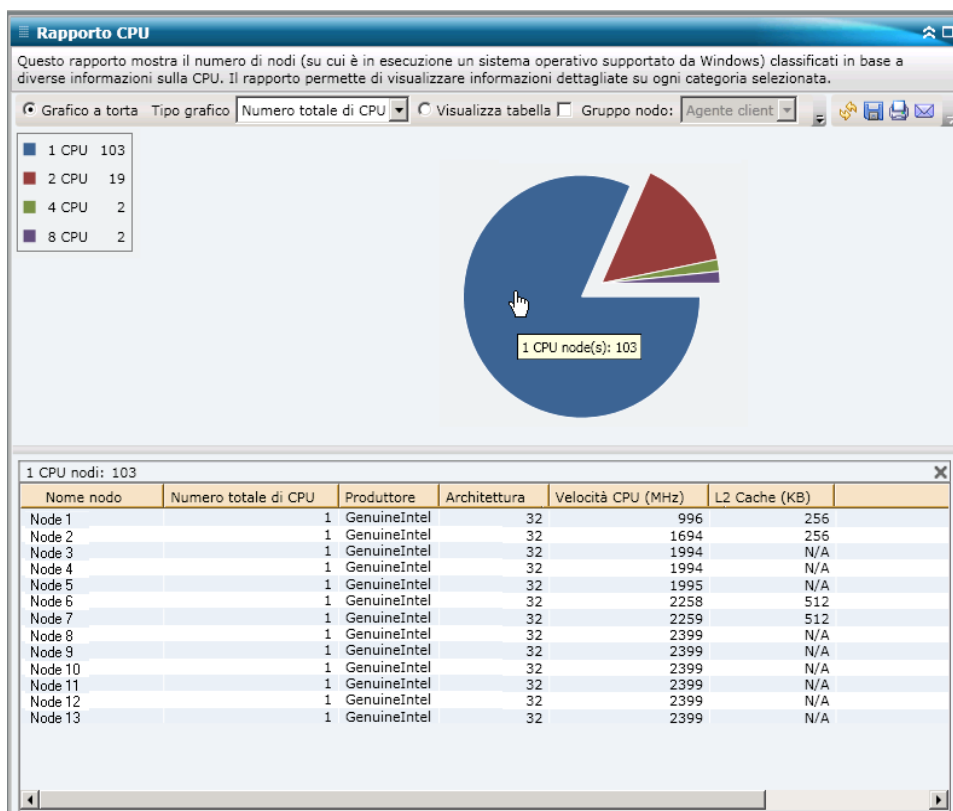 Rapporto CPU
Questo rapporto mostra il numero di nodi (su cui è in esecuzione un sistema operativo supportato da Windows) classificati in base a
diverse informazioni sulla CPU. Il rapporto permette di visualizzare informazioni dettagliate su ogni categoria selezionata.
Grafico a torta Tipo grafico Numero totale di CPU Visualizza tabella Gruppo nodo: Agente client
1 CPU 103
2 CPU 19
4 CPU 2
8 CPU 2
1 CPU node(s): 103
1 CPU nodi: 103
Nome nodo Numero totale di CPU Produttore Architettura Velocità CPU (MHz) L2 Cache (KB)
Node 1 1 GenuineIntel 32 996 256
Node 2 1 GenuineIntel 32 1694 256
Node 3 1 GenuineIntel 32 1994 N/A
Node 4 1 GenuineIntel 32 1994 N/A
Node 5 1 GenuineIntel 32 1995 N/A
Node 6 1 GenuineIntel 32 2258 512
Node 7 1 GenuineIntel 32 2259 512
Node 8 1 GenuineIntel 32 2399 N/A
Node 9 1 GenuineIntel 32 2399 N/A
Node 10 1 GenuineIntel 32 2399 N/A
Node 11 1 GenuineIntel 32 2399 N/A
Node 12 1 GenuineIntel 32 2399 N/A
Node 13 1 GenuineIntel 32 2399 N/A